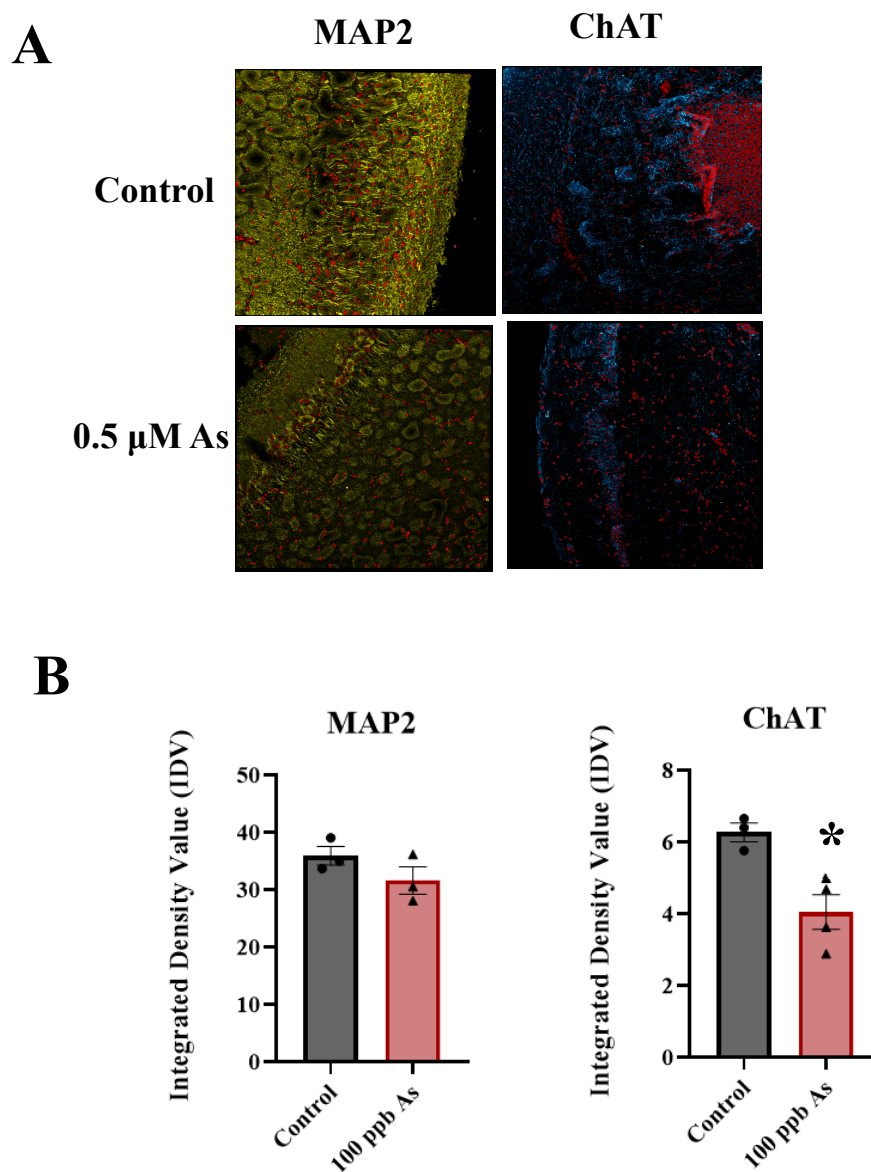 A
MAP2
ChAT
Control
0.5 μM As
B
MAP2
Integrated Density Value (IDV)
50
40
30
20
10
0
Control
100 ppb As
ChAT
Integrated Density Value (IDV)
8
6
4
2
0
*
Control
100 ppb As